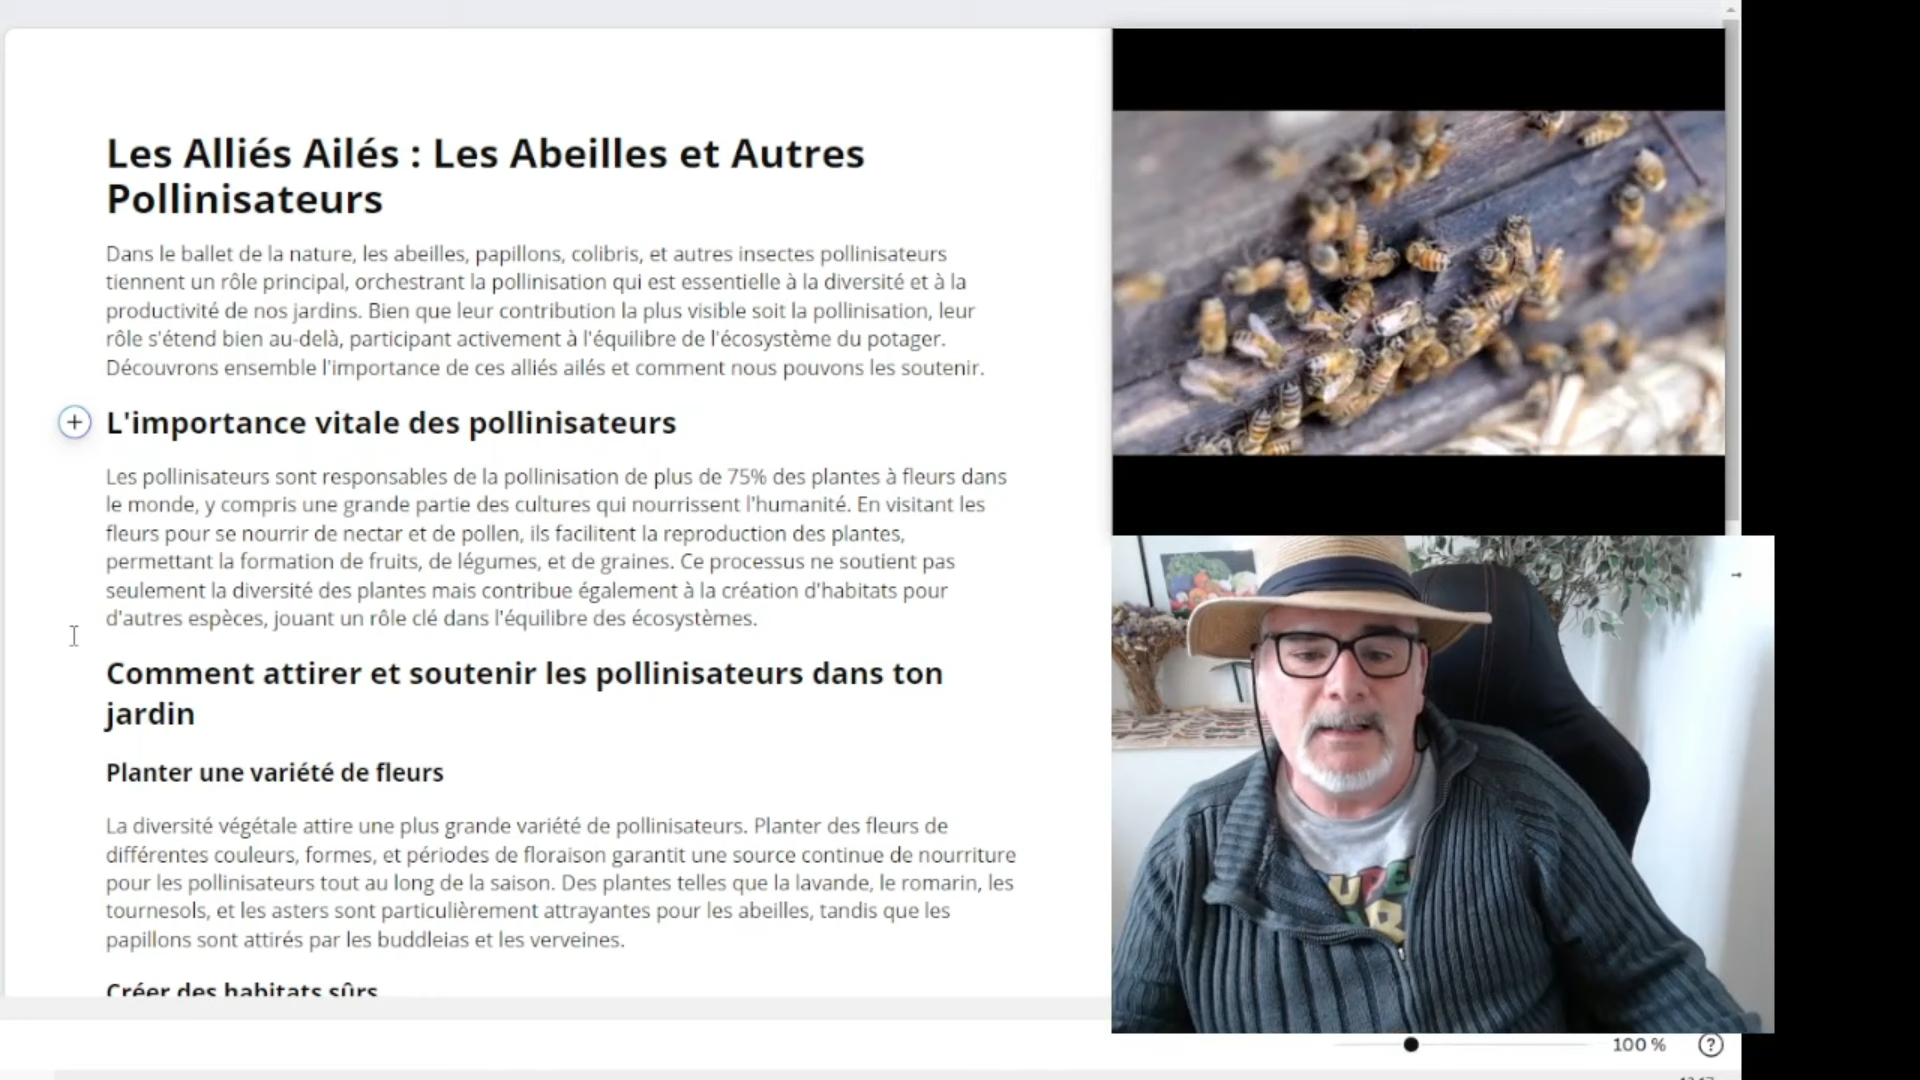 Les Alliés Ailés : Les Abeilles et Autres
Pollinisateurs
Dans le ballet de la nature, les abeilles, papillons, colibris, et autres insectes pollinisateurs
tiennent un rôle principal, orchestrant la pollinisation qui est essentielle à la diversité et à la
productivité de nos jardins. Bien que leur contribution la plus visible soit la pollinisation, leur
rôle s'étend bien au-delà, participant activement à l'équilibre de l'écosystème du potager.
Découvrons ensemble l'importance de ces alliés ailés et comment nous pouvons les soutenir.
L'importance vitale des pollinisateurs
Les pollinisateurs sont responsables de la pollinisation de plus de 75% des plantes à fleurs dans
le monde, y compris une grande partie des cultures qui nourrissent l'humanité. En visitant les
fleurs pour se nourrir de nectar et de pollen, ils facilitent la reproduction des plantes,
permettant la formation de fruits, de légumes, et de graines. Ce processus ne soutient pas
seulement la diversité des plantes mais contribue également à la création d'habitats pour
d'autres espèces, jouant un rôle clé dans l'équilibre des écosystèmes.
Comment attirer et soutenir les pollinisateurs dans ton
jardin
Planter une variété de fleurs
La diversité végétale attire une plus grande variété de pollinisateurs. Planter des fleurs de
différentes couleurs, formes, et périodes de floraison garantit une source continue de nourriture
pour les pollinisateurs tout au long de la saison. Des plantes telles que la lavande, le romarin, les
tournesols, et les asters sont particulièrement attrayantes pour les abeilles, tandis que les
papillons sont attirés par les buddleias et les verveines.
Créer des habitats sûrs
100 %
?